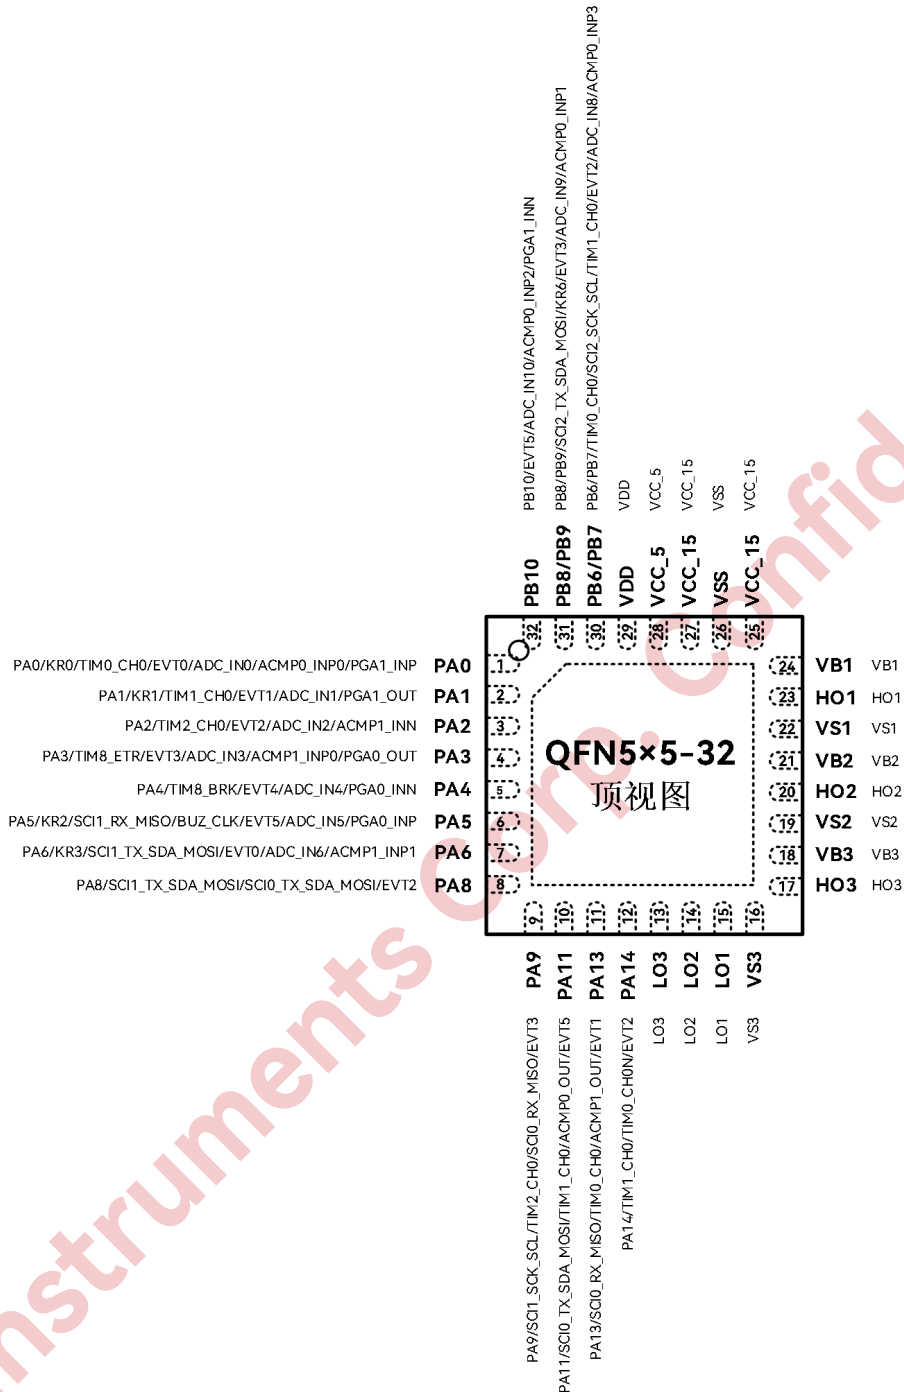 PB10/EVT5/ADC_IN10/ACMP0_INP2/PGA1_INN
PB8/PB9/SCI2_TX_SDA_MOSI/KR6/EVT3/ADC_IN9/ACMP0_INP1
PB6/PB7/TIM0_CH0/SCI2_SCK_SCL/TIM1_CH0/EVT2/ADC_IN8/ACMP0_INP3
VDD
VCC_5
VCC_15
VSS
VCC_15
PB10
PB8/PB9
PB6/PB7
VDD
VCC_5
VCC_15
VSS
VCC_15
32
31
30
29
28
27
26
25
PA0/KR0/TIM0_CH0/EVT0/ADC_IN0/ACMP0_INP0/PGA1_INP PA0 1
PA1/KR1/TIM1_CH0/EVT1/ADC_IN1/PGA1_OUT PA1 2
PA2/TIM2_CH0/EVT2/ADC_IN2/ACMP1_INN PA2 3
PA3/TIM8_ETR/EVT3/ADC_IN3/ACMP1_INP0/PGA0_OUT PA3 4
PA4/TIM8_BRK/EVT4/ADC_IN4/PGA0_INN PA4 5
PA5/KR2/SCI1_RX_MISO/BUZ_CLK/EVT5/ADC_IN5/PGA0_INP PA5 6
PA6/KR3/SCI1_TX_SDA_MOSI/EVT0/ADC_IN6/ACMP1_INP1 PA6 7
PA8/SCI1_TX_SDA_MOSI/SCI0_TX_SDA_MOSI/EVT2 PA8 8
QFN5×5-32
顶视图
24 VB1 VB1
23 HO1 HO1
22 VS1 VS1
21 VB2 VB2
20 HO2 HO2
19 VS2 VS2
18 VB3 VB3
17 HO3 HO3
9
10
11
12
13
14
15
16
PA9
PA11
PA13
PA14
LO3
LO2
LO1
VS3
PA9/SCI1_SCK_SCL/TIM2_CH0/SCI0_RX_MISO/EVT3
PA11/SCI0_TX_SDA_MOSI/TIM1_CH0/ACMP0_OUT/EVT5
PA13/SCI0_RX_MISO/TIM0_CH0/ACMP1_OUT/EVT1
PA14/TIM1_CH0/TIM0_CH0N/EVT2
LO3
LO2
LO1
VS3
nstruments Corp. Confid